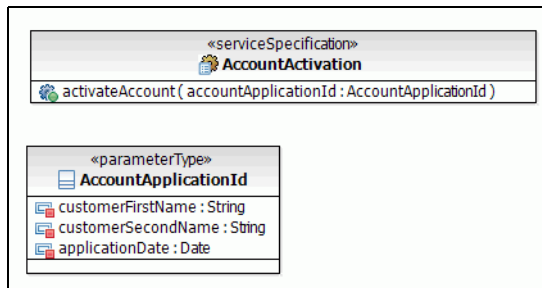 «serviceSpecification»
AccountActivation
activateAccount ( accountApplicationId : AccountApplicationId )
«parameterType»
AccountApplicationId
customerFirstName : String
customerSecondName : String
applicationDate : Date